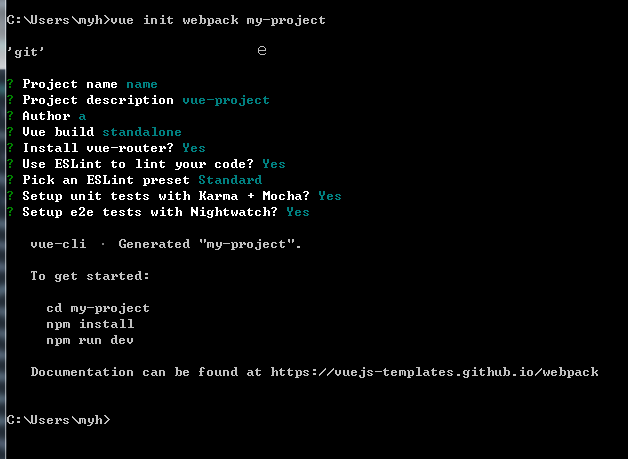 C:\Users\myh>vue init webpack my-project
'git'
e
? Project name name
? Project description vue-project
? Author a
? Vue build standalone
? Install vue-router? Yes
? Use ESLint to lint your code? Yes
? Pick an ESLint preset Standard
? Setup unit tests with Karma + Mocha? Yes
? Setup e2e tests with Nightwatch? Yes
vue-cli · Generated "my-project".
To get started:
cd my-project
npm install
npm run dev
Documentation can be found at https://vuejs-templates.github.io/webpack
C:\Users\myh>